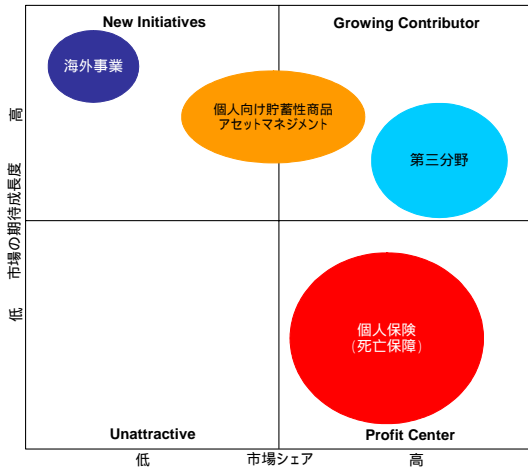 New Initiatives
Growing Contributor
海外事業
個人向け貯蓄性商品
アセットマネジメント
第三分野
高
市場の期待成長度
低
個人保険
(死亡保障)
Unattractive
Profit Center
低
市場シェア
高